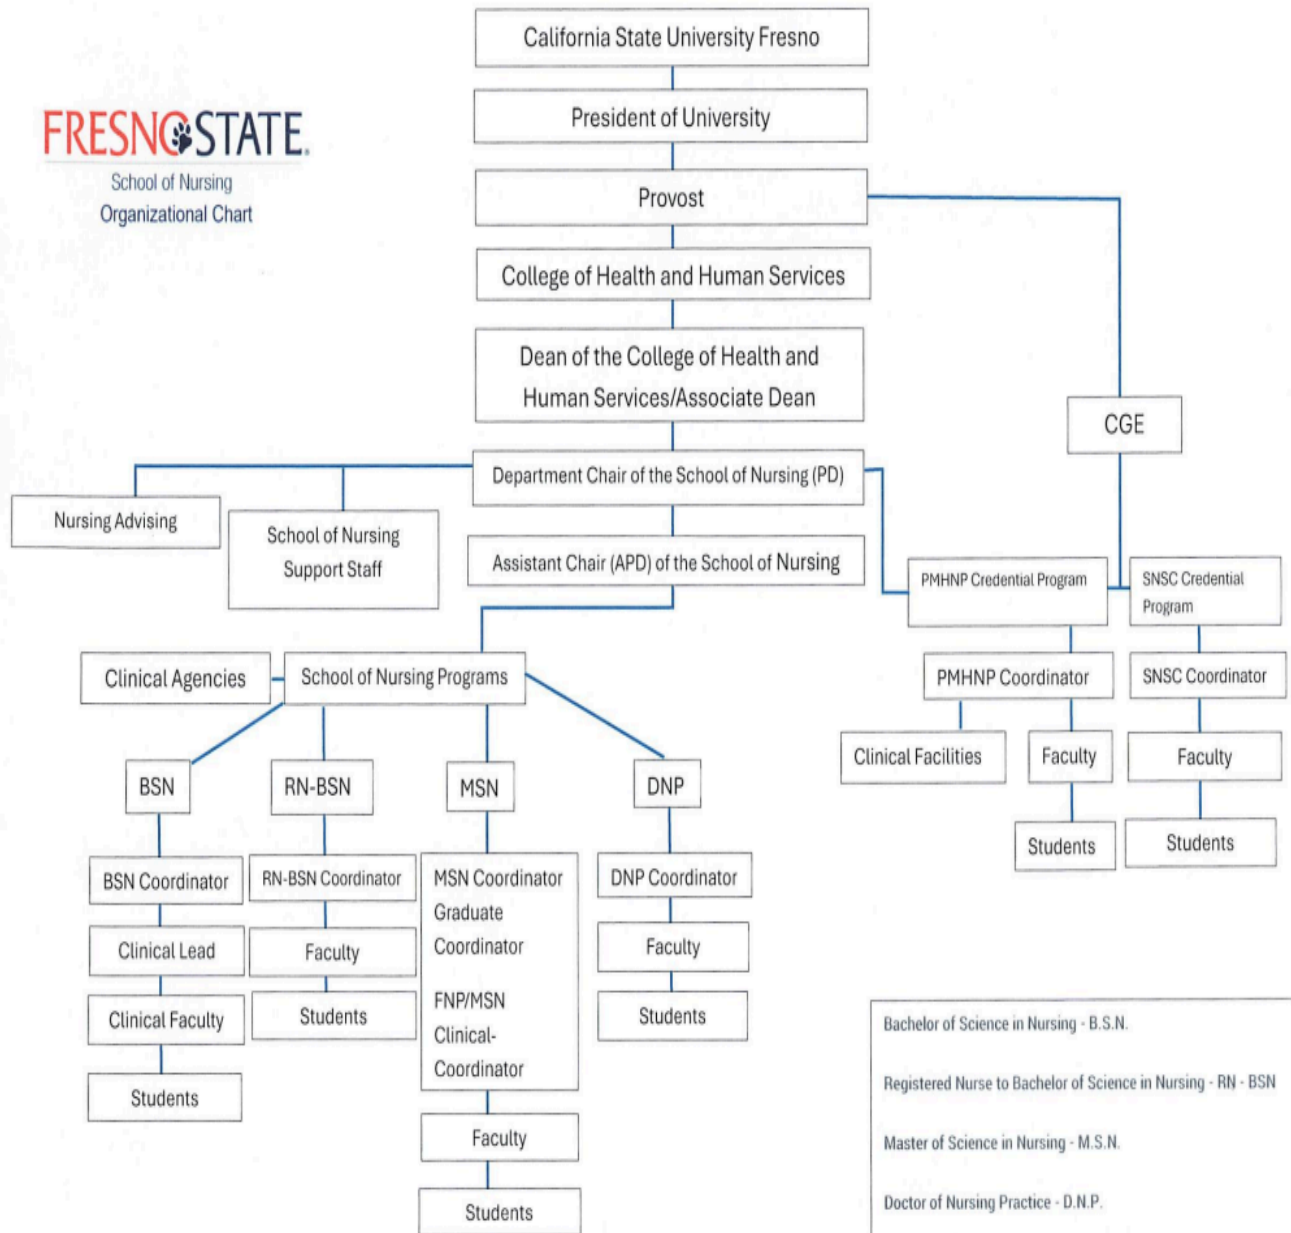 California State University Fresno
President of University
FRESNO STATE.
School of Nursing
Organizational Chart
Provost
College of Health and Human Services
Dean of the College of Health and
Human Services/Associate Dean
CGE
Department Chair of the School of Nursing (PD)
Nursing Advising
School of Nursing
Support Staff
Assistant Chair (APD) of the School of Nursing
PMHNP Credential Program
SNSC Credential
Program
Clinical Agencies
School of Nursing Programs
PMHNP Coordinator
SNSC Coordinator
Clinical Facilities
Faculty
Faculty
Students
Students
BSN
RN-BSN
MSN
DNP
BSN Coordinator
Clinical Lead
Clinical Faculty
Students
RN-BSN Coordinator
Faculty
Students
MSN Coordinator
Graduate
Coordinator
FNP/MSN
Clinical-
Coordinator
Faculty
Students
DNP Coordinator
Faculty
Students
Bachelor of Science in Nursing - B.S.N.
Registered Nurse to Bachelor of Science in Nursing - RN - BSN
Master of Science in Nursing - M.S.N.
Doctor of Nursing Practice - D.N.P.